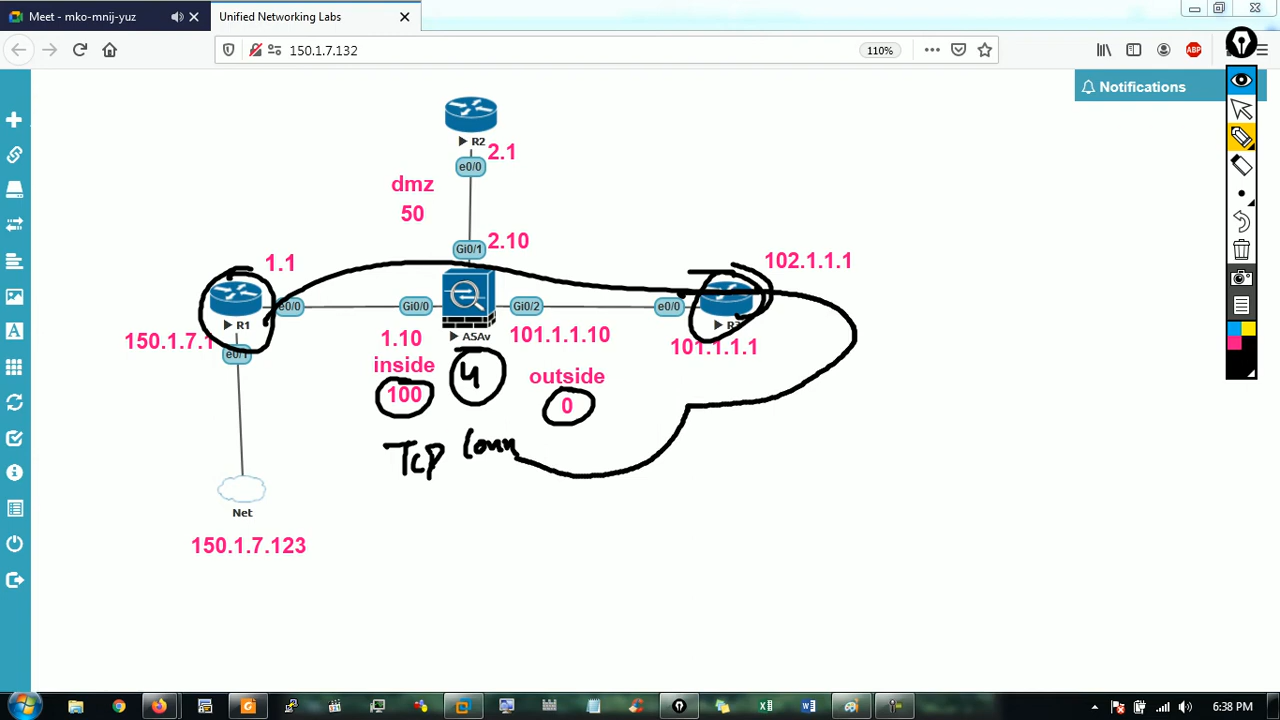 Meet - mko-mnij-yuz
Unified Networking Labs
150.1.7.132
110%
ABP
Notifications
R2
2.1
e0/0
dmz
50
2.10
Gi0/1
1.1
102.1.1.1
e0/0
Gi0/0
Gi0/2
e0/0
R1
ASAv
150.1.7.1
e0/1
1.10
101.1.1.10
101.1.1.1
inside
outside
100
4
0
TCP Conn
Net
150.1.7.123
6:38 PM